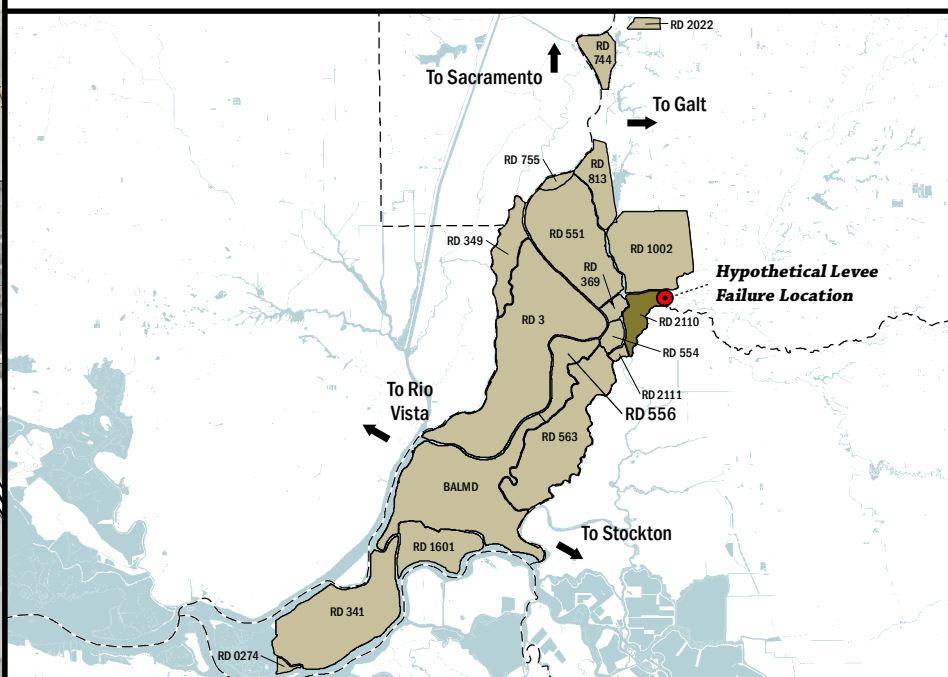 RD 2022
RD
744
To Sacramento
To Galt
RD 755
RD
813
RD 349
RD 551
RD 1002
RD
369
Hypothetical Levee
Failure Location
RD 3
RD 2110
RD 554
To Rio
Vista
RD 2111
RD 556
RD 563
BALMD
To Stockton
RD 1601
RD 341
RD 0274